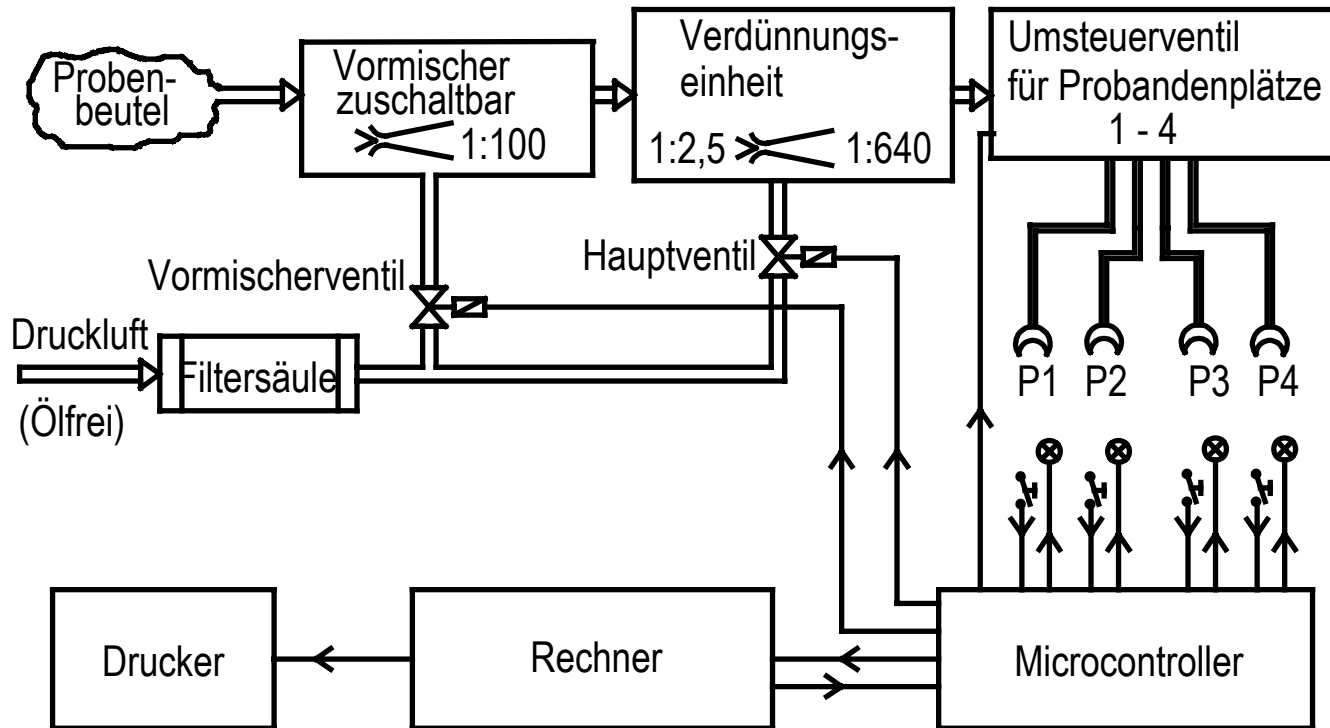 Proben-
beutel
Vormischer
zuschaltbar
1:100
Verdünnungs-
einheit
1:2,5 1:640
Umsteuerventil
für Probandenplätze
1 - 4
Vormischerventil
Hauptventil
Druckluft
(Ölfrei)
Filtersäule
P1 P2 P3 P4
Drucker
Rechner
Microcontroller